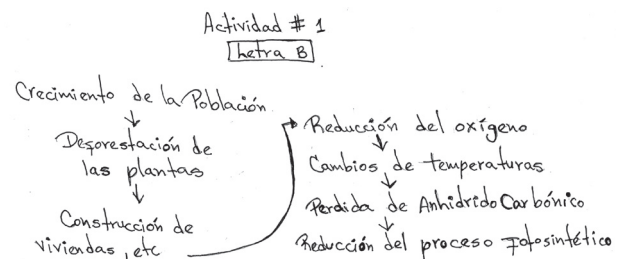 Actividad # 1
Letra B
Crecimiento de la Población
Desforestación de
las plantas
Construcción de
viviendas, etc
Reducción del oxígeno
Cambios de temperaturas
Perdida de Anhidrido Carbónico
Reducción del proceso Fotosintético